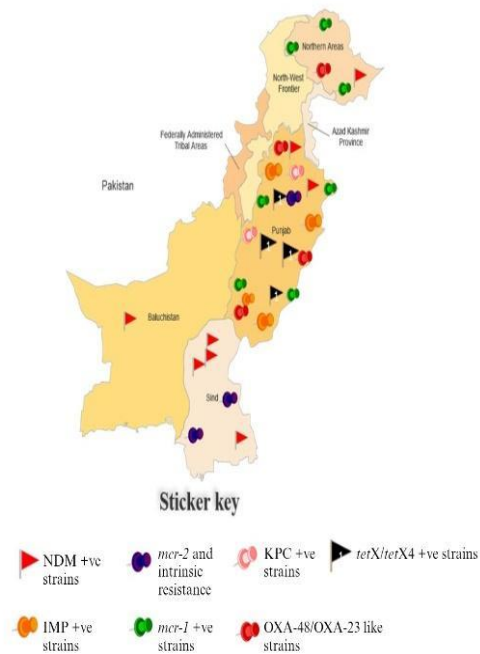 Northern Areas
North-West
Frontier
Azad Kashmir
Province
Federally Administered
Tribal Areas
Pakistan
Punjab
Baluchistan
Sind
Sticker key
NDM +ve
strains
mcr-2 and
intrinsic
resistance
KPC +ve
strains
tetX/tetX4 +ve strains
IMP +ve
strains
mcr-1 +ve
strains
OXA-48/OXA-23 like
strains